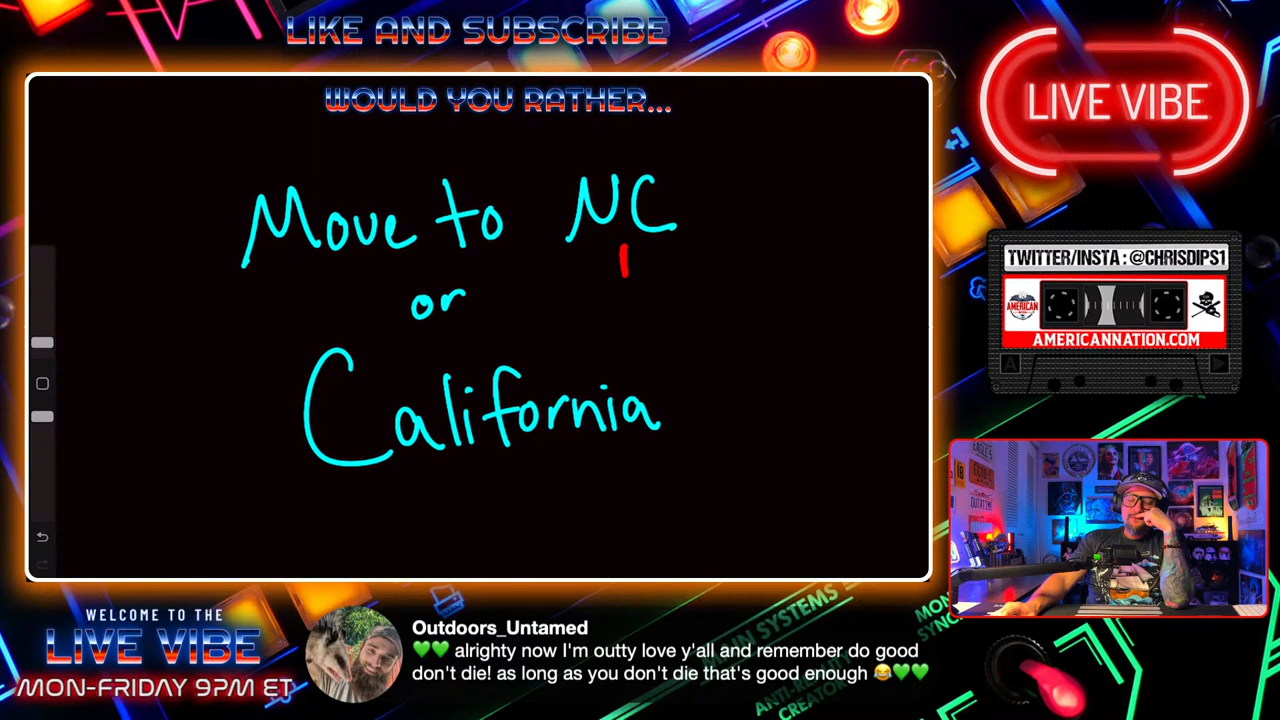 LIKE AND SUBSCRIBE
WOULD YOU RATHER...
Move to NC
or
California
LIVE VIBE
TWITTER/INSTA : @CHRISDIPS1
AMERICAN
AMERICANNATION.COM
A
WELCOME TO THE
LIVE VIBE
MON-FRIDAY 9PM ET
Outdoors_Untamed
💚💚 alrighty now I'm outty love y'all and remember do good
don't die! as long as you don't die that's good enough 😂💚💚
OUTATIME